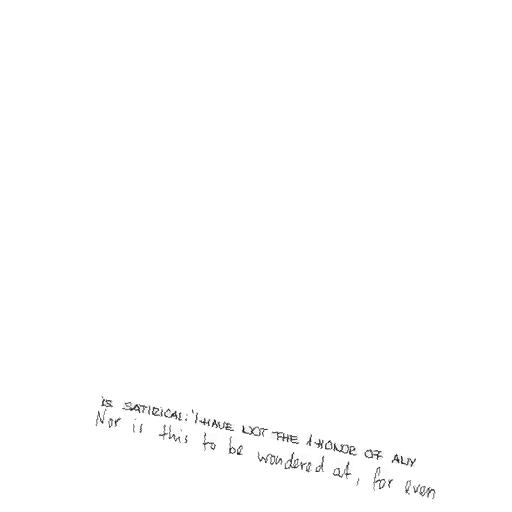 IS SATIRICAL: 'I HAVE NOT THE HONOR OF ANY
Nor is this to be wondered at, for even